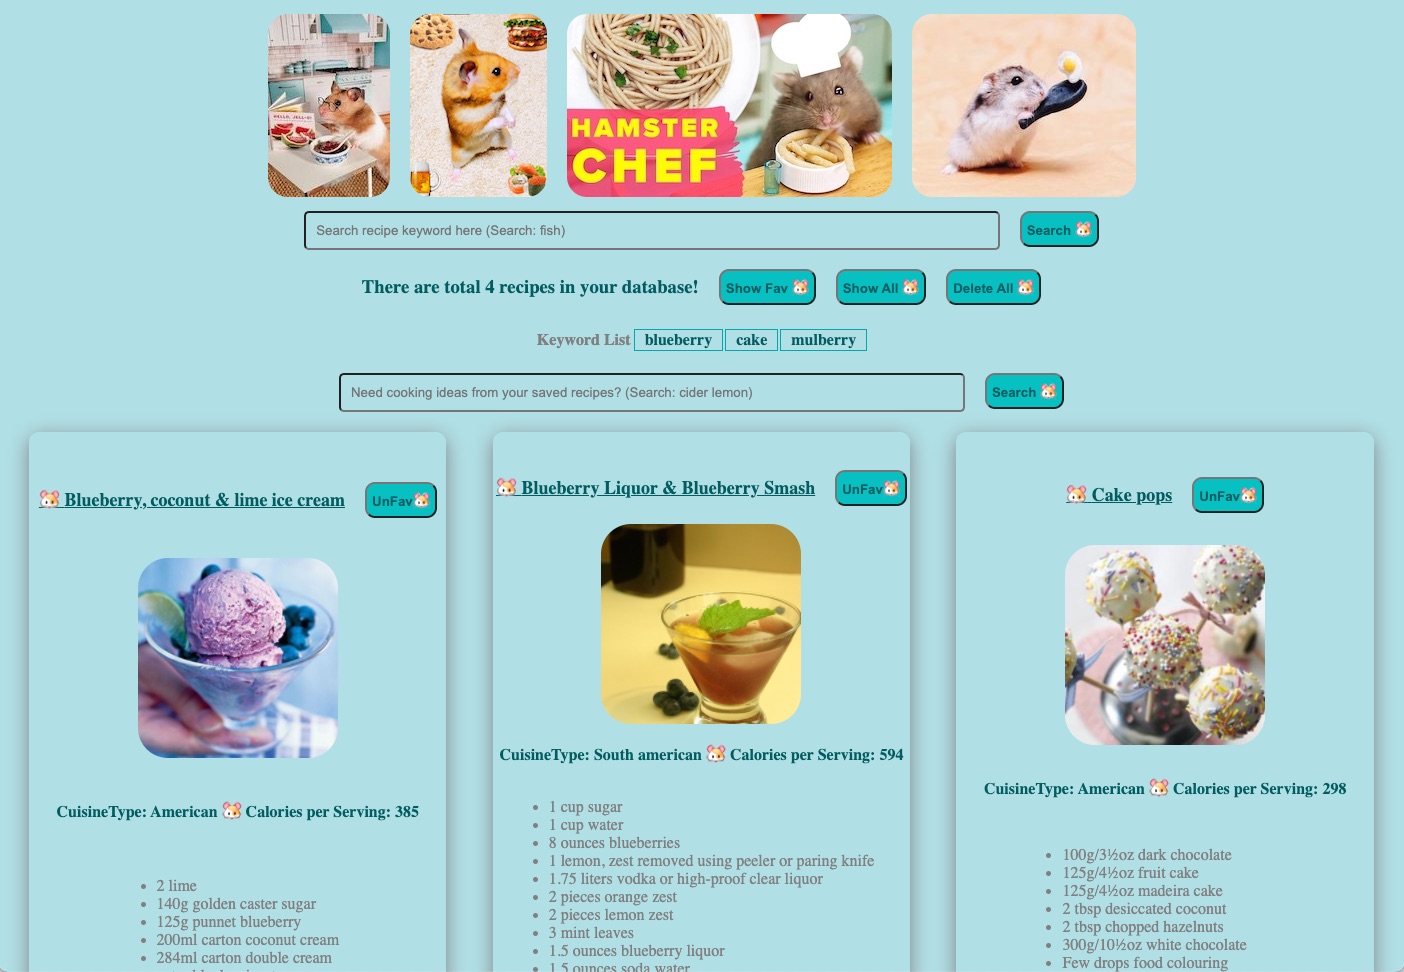 HELLO, JELL-O!
HAMSTER
CHEF
Search recipe keyword here (Search: fish)
Search
There are total 4 recipes in your database!
Show Fav
Show All
Delete All
Keyword List blueberry cake mulberry
Need cooking ideas from your saved recipes? (Search: cider lemon)
Search
Blueberry, coconut & lime ice cream
UnFav
CuisineType: American Calories per Serving: 385
2 lime
140g golden caster sugar
125g punnet blueberry
200ml carton coconut cream
284ml carton double cream
Blueberry Liquor & Blueberry Smash
UnFav
CuisineType: South american Calories per Serving: 594
1 cup sugar
1 cup water
8 ounces blueberries
1 lemon, zest removed using peeler or paring knife
1.75 liters vodka or high-proof clear liquor
2 pieces orange zest
2 pieces lemon zest
3 mint leaves
1.5 ounces blueberry liquor
1.5 ounces soda water
Cake pops
UnFav
CuisineType: American Calories per Serving: 298
100g/3½oz dark chocolate
125g/4½oz fruit cake
125g/4½oz madeira cake
2 tbsp desiccated coconut
2 tbsp chopped hazelnuts
300g/10½oz white chocolate
Few drops food colouring